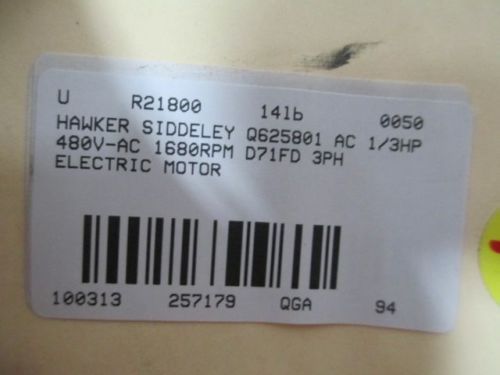 U R21800 14lb 0050
HAWKER SIDDELEY Q625801 AC 1/3HP
480V-AC 1680RPM D71FD 3PH
ELECTRIC MOTOR
100313 257179 QGA 94